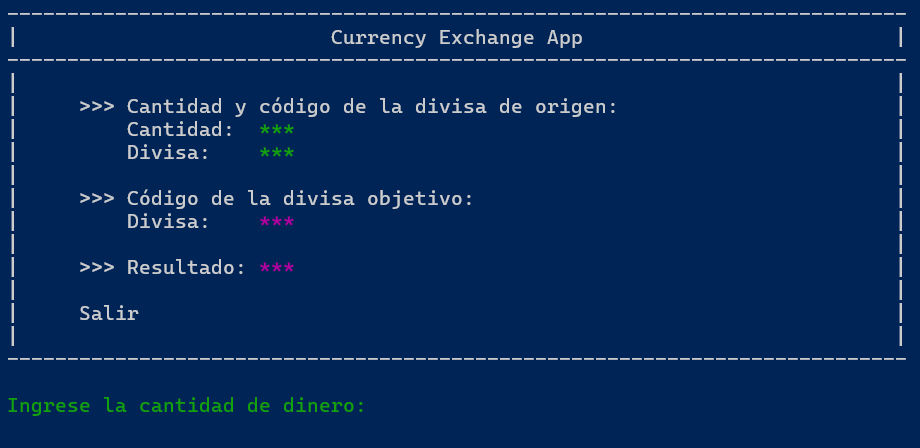 Currency Exchange App
>>> Cantidad y código de la divisa de origen:
Cantidad: ***
Divisa: ***
>>> Código de la divisa objetivo:
Divisa: ***
>>> Resultado: ***
Salir
Ingrese la cantidad de dinero: